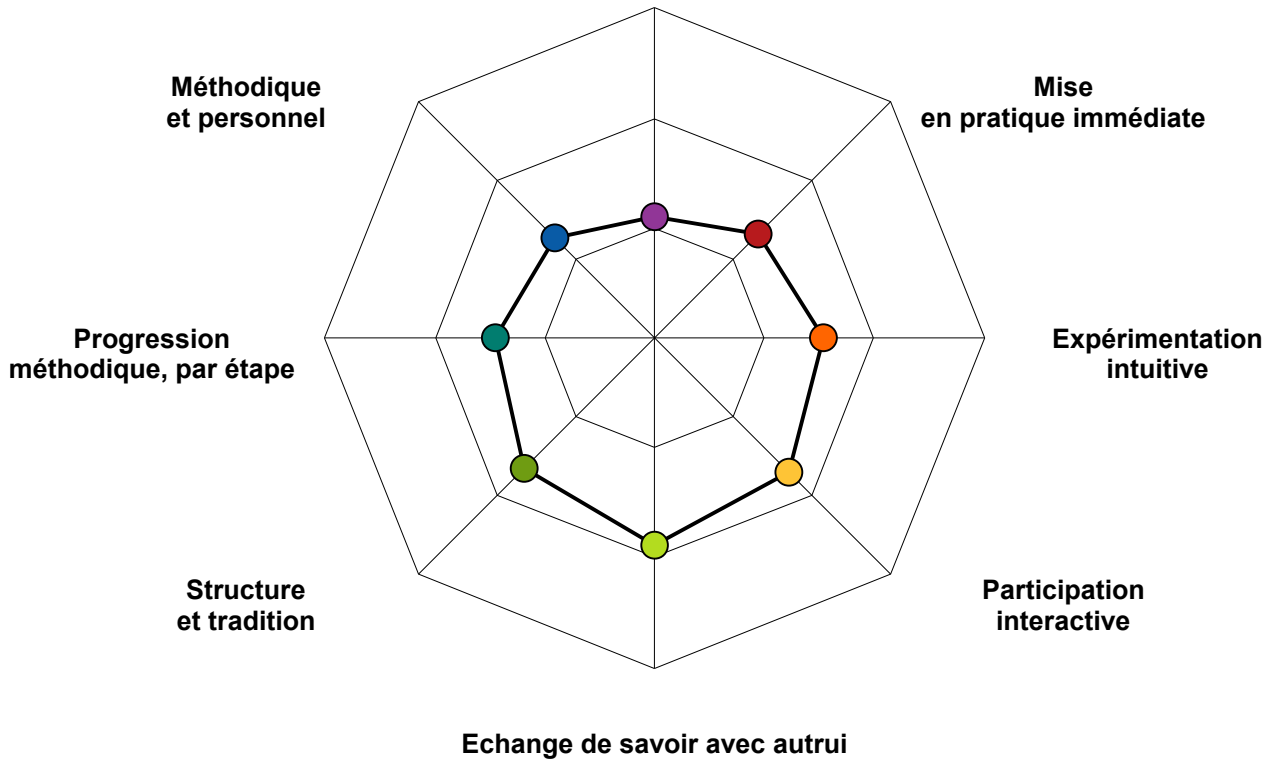 Méthodique
et personnel
Mise
en pratique immédiate
Progression
méthodique, par étape
Expérimentation
intuitive
Structure
et tradition
Participation
interactive
Echange de savoir avec autrui